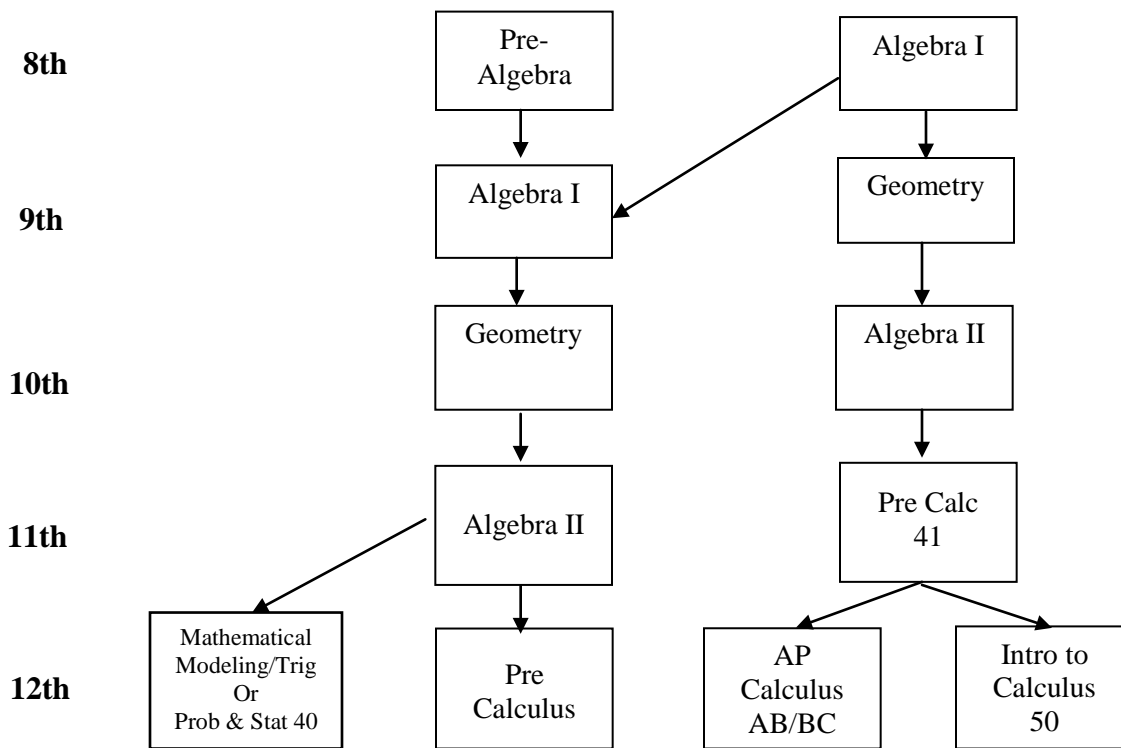 8th
Pre-
Algebra
Algebra I
9th
Algebra I
Geometry
10th
Geometry
Algebra II
11th
Algebra II
Pre Calc
41
12th
Mathematical
Modeling/Trig
Or
Prob & Stat 40
Pre
Calculus
AP
Calculus
AB/BC
Intro to
Calculus
50